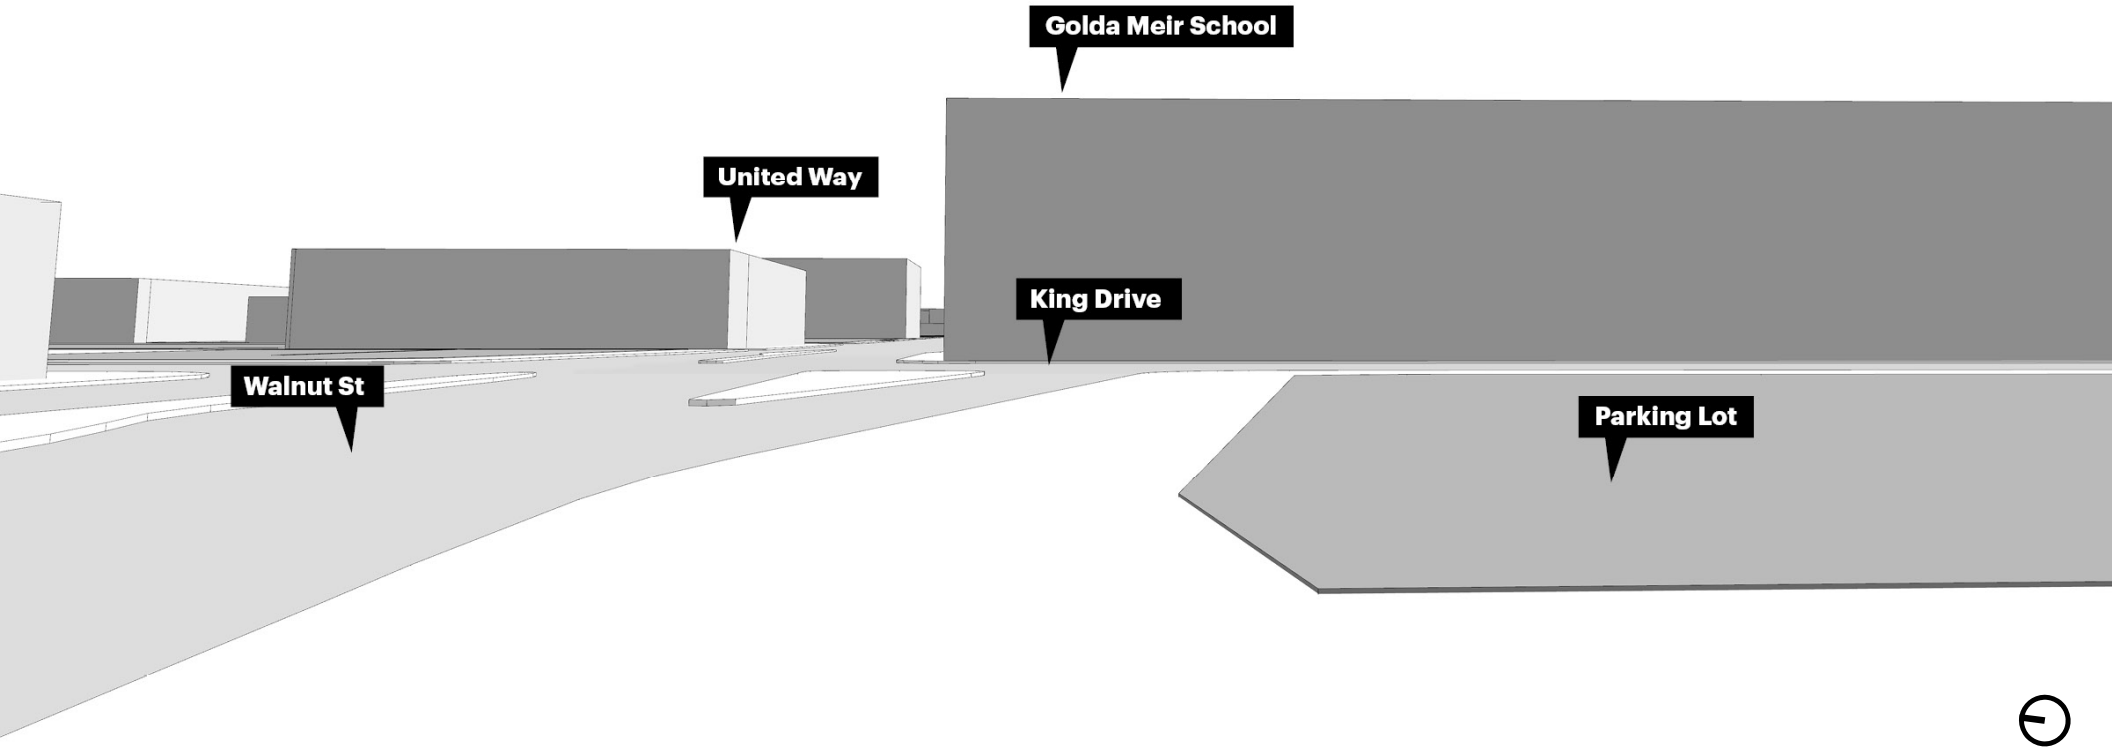 Golda Meir School
United Way
King Drive
Walnut St
Parking Lot